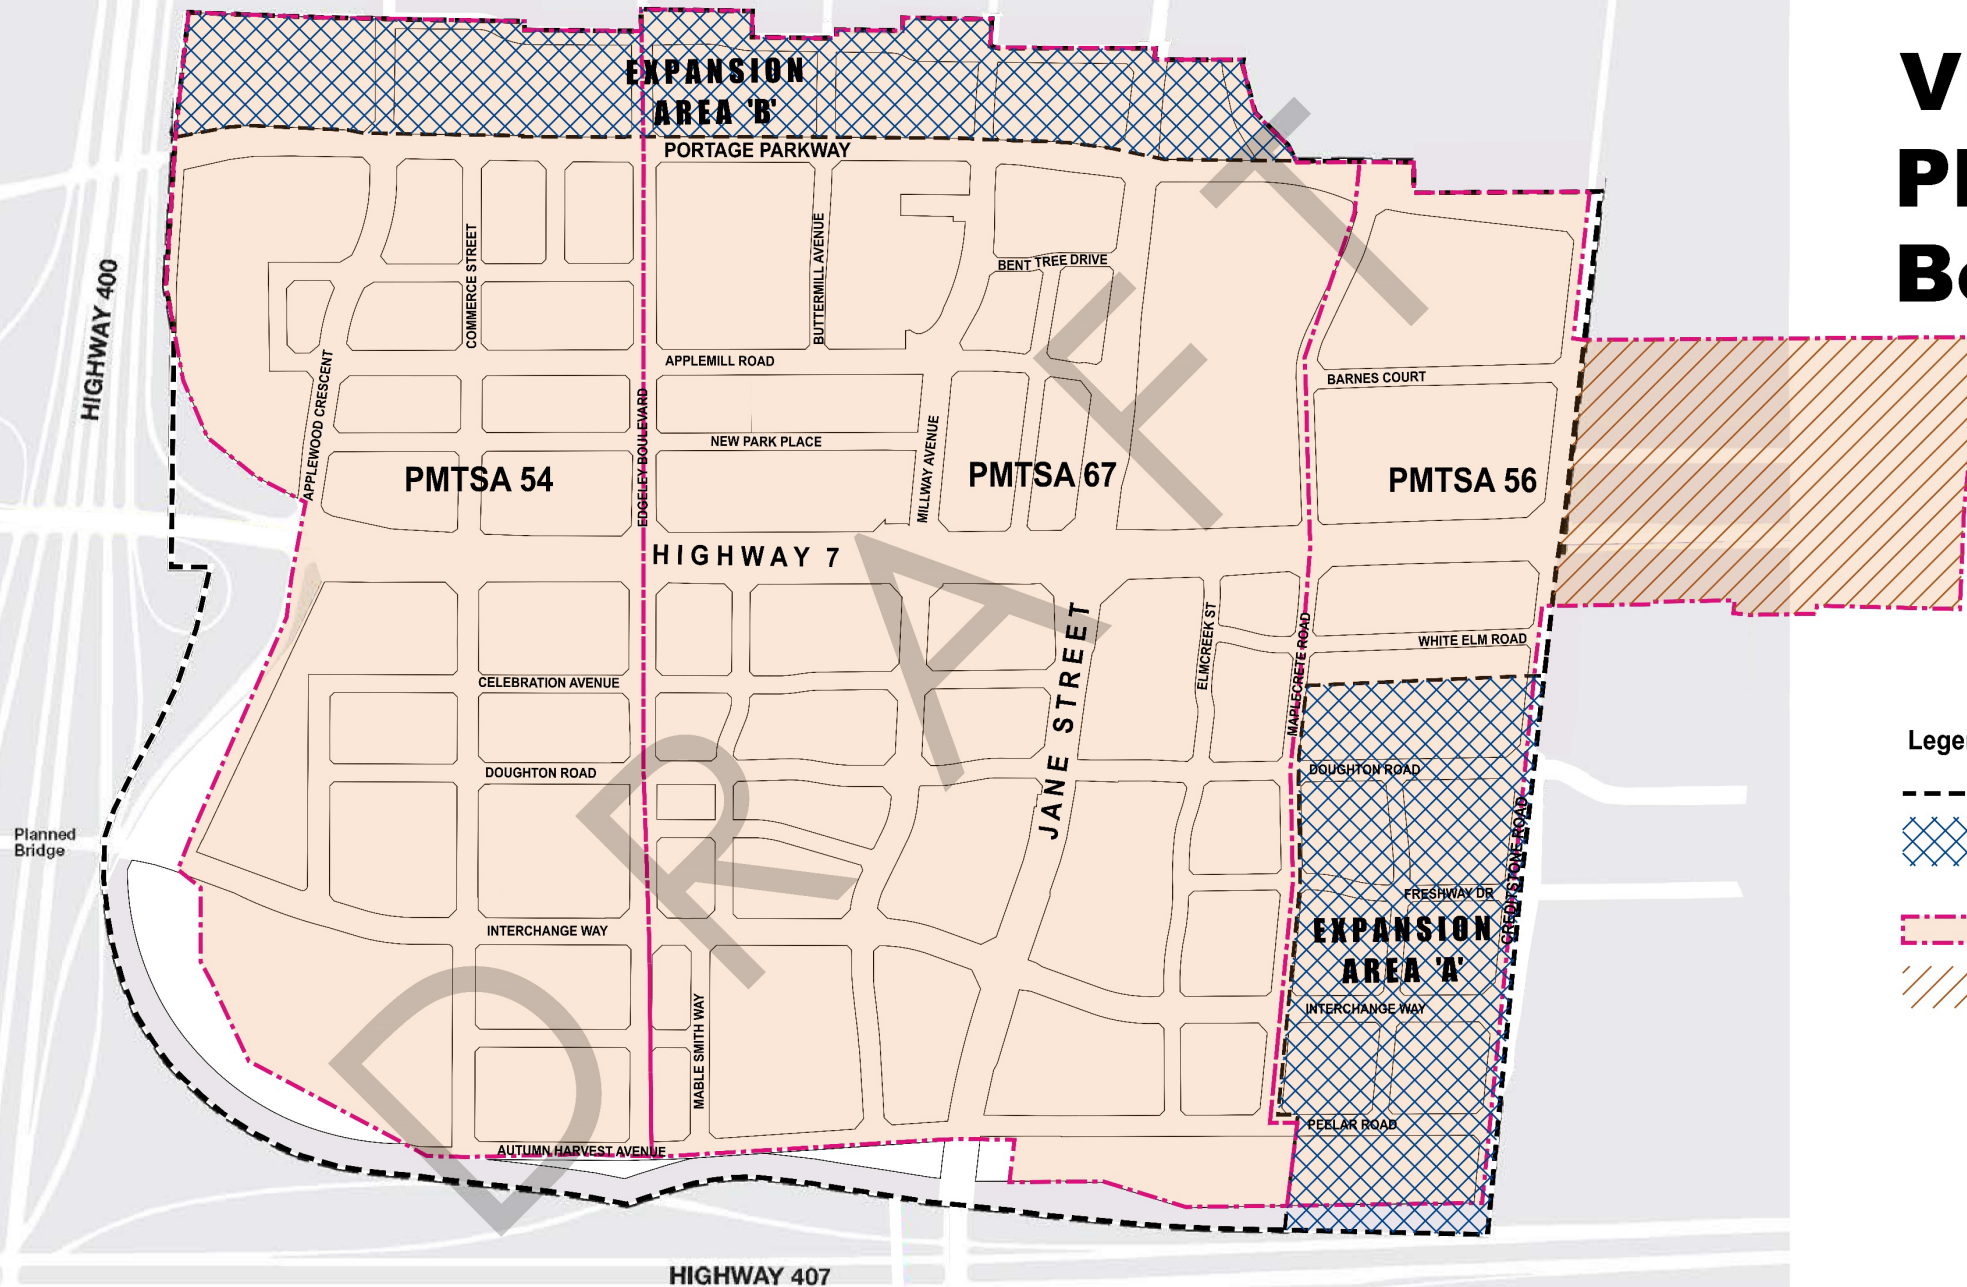 EXPANSION
AREA 'B'
PORTAGE PARKWAY
V
Pl
Bo
HIGHWAY 400
COMMERCE STREET
BUTTERMILL AVENUE
BENT TREE DRIVE
APPLEMILL ROAD
APPLEWOOD CRESCENT
EDGELEY BOULEVARD
BARNES COURT
NEW PARK PLACE
MILLWAY AVENUE
PMTSA 54
PMTSA 67
PMTSA 56
HIGHWAY 7
JANE STREET
ELMCREEK ST
MAPLECRETE ROAD
WHITE ELM ROAD
CELEBRATION AVENUE
Legen
DOUGHTON ROAD
DOUGHTON ROAD
CREDITSTONE ROAD
Planned
Bridge
FRESHWAY DR
EXPANSION
AREA 'A'
INTERCHANGE WAY
INTERCHANGE WAY
MABLE SMITH WAY
PEELAR ROAD
AUTUMN HARVEST AVENUE
HIGHWAY 407
DRAFT